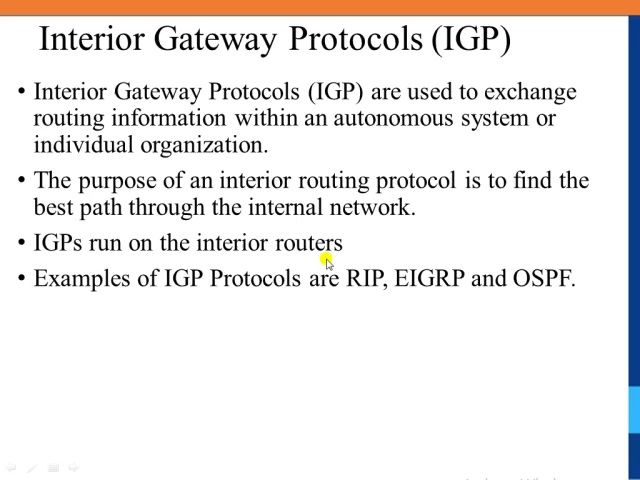 Interior Gateway Protocols (IGP)
• Interior Gateway Protocols (IGP) are used to exchange
routing information within an autonomous system or
individual organization.
• The purpose of an interior routing protocol is to find the
best path through the internal network.
• IGPs run on the interior routers
• Examples of IGP Protocols are RIP, EIGRP and OSPF.